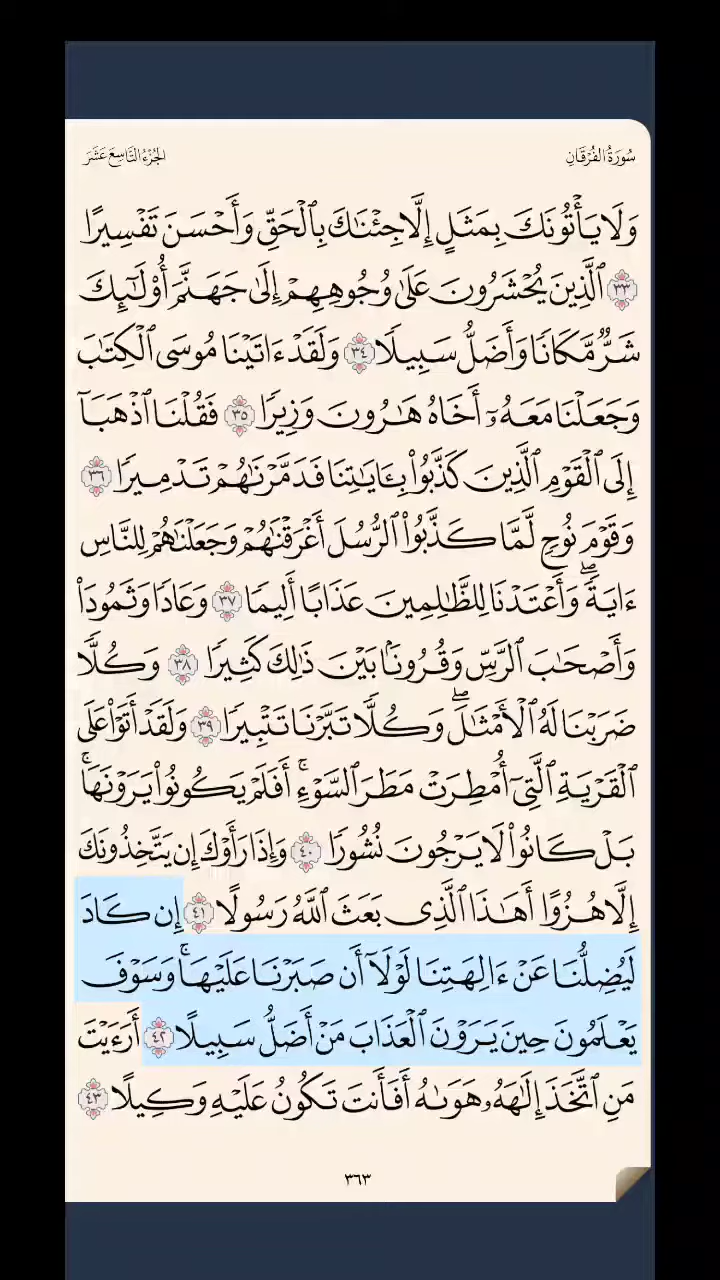 سُورَةُ الفُرْقَانِ
الجُزْءُ التَّاسِعَ عَشَرَ
وَلَا يَأْتُونَكَ بِمَثَلٍ إِلَّا جِئْنَٰكَ بِٱلْحَقِّ وَأَحْسَنَ تَفْسِيرًا
٣٣ ٱلَّذِينَ يُحْشَرُونَ عَلَىٰ وُجُوهِهِمْ إِلَىٰ جَهَنَّمَ أُوْلَٰٓئِكَ
شَرٌّ مَّكَانًا وَأَضَلُّ سَبِيلًا ٣٤ وَلَقَدْ ءَاتَيْنَا مُوسَى ٱلْكِتَٰبَ
وَجَعَلْنَا مَعَهُۥٓ أَخَاهُ هَٰرُونَ وَزِيرًا ٣٥ فَقُلْنَا ٱذْهَبَآ
إِلَى ٱلْقَوْمِ ٱلَّذِينَ كَذَّبُوا۟ بِـَٔايَٰتِنَا فَدَمَّرْنَٰهُمْ تَدْمِيرًا ٣٦
وَقَوْمَ نُوحٍ لَّمَّا كَذَّبُوا۟ ٱلرُّسُلَ أَغْرَقْنَٰهُمْ وَجَعَلْنَٰهُمْ لِلنَّاسِ
ءَايَةً ۖ وَأَعْتَدْنَا لِلظَّٰلِمِينَ عَذَابًا أَلِيمًا ٣٧ وَعَادًا وَثَمُودَا۟
وَأَصْحَٰبَ ٱلرَّسِّ وَقُرُونًۢا بَيْنَ ذَٰلِكَ كَثِيرًا ٣٨ وَكُلًّا
ضَرَبْنَا لَهُ ٱلْأَمْثَٰلَ ۖ وَكُلًّا تَبَّرْنَا تَتْبِيرًا ٣٩ وَلَقَدْ أَتَوْا۟ عَلَى
ٱلْقَرْيَةِ ٱلَّتِىٓ أُمْطِرَتْ مَطَرَ ٱلسَّوْءِ ۚ أَفَلَمْ يَكُونُوا۟ يَرَوْنَهَا ۚ
بَلْ كَانُوا۟ لَا يَرْجُونَ نُشُورًا ٤٠ وَإِذَا رَأَوْكَ إِن يَتَّخِذُونَكَ
إِلَّا هُزُوًا أَهَٰذَا ٱلَّذِى بَعَثَ ٱللَّهُ رَسُولًا ٤١ إِن كَادَ
لَيُضِلُّنَا عَنْ ءَالِهَتِنَا لَوْلَآ أَن صَبَرْنَا عَلَيْهَا ۚ وَسَوْفَ
يَعْلَمُونَ حِينَ يَرَوْنَ ٱلْعَذَابَ مَنْ أَضَلُّ سَبِيلًا ٤٢ أَرَءَيْتَ
مَنِ ٱتَّخَذَ إِلَٰهَهُۥ هَوَىٰهُ أَفَأَنتَ تَكُونُ عَلَيْهِ وَكِيلًا ٤٣
٣٦٣